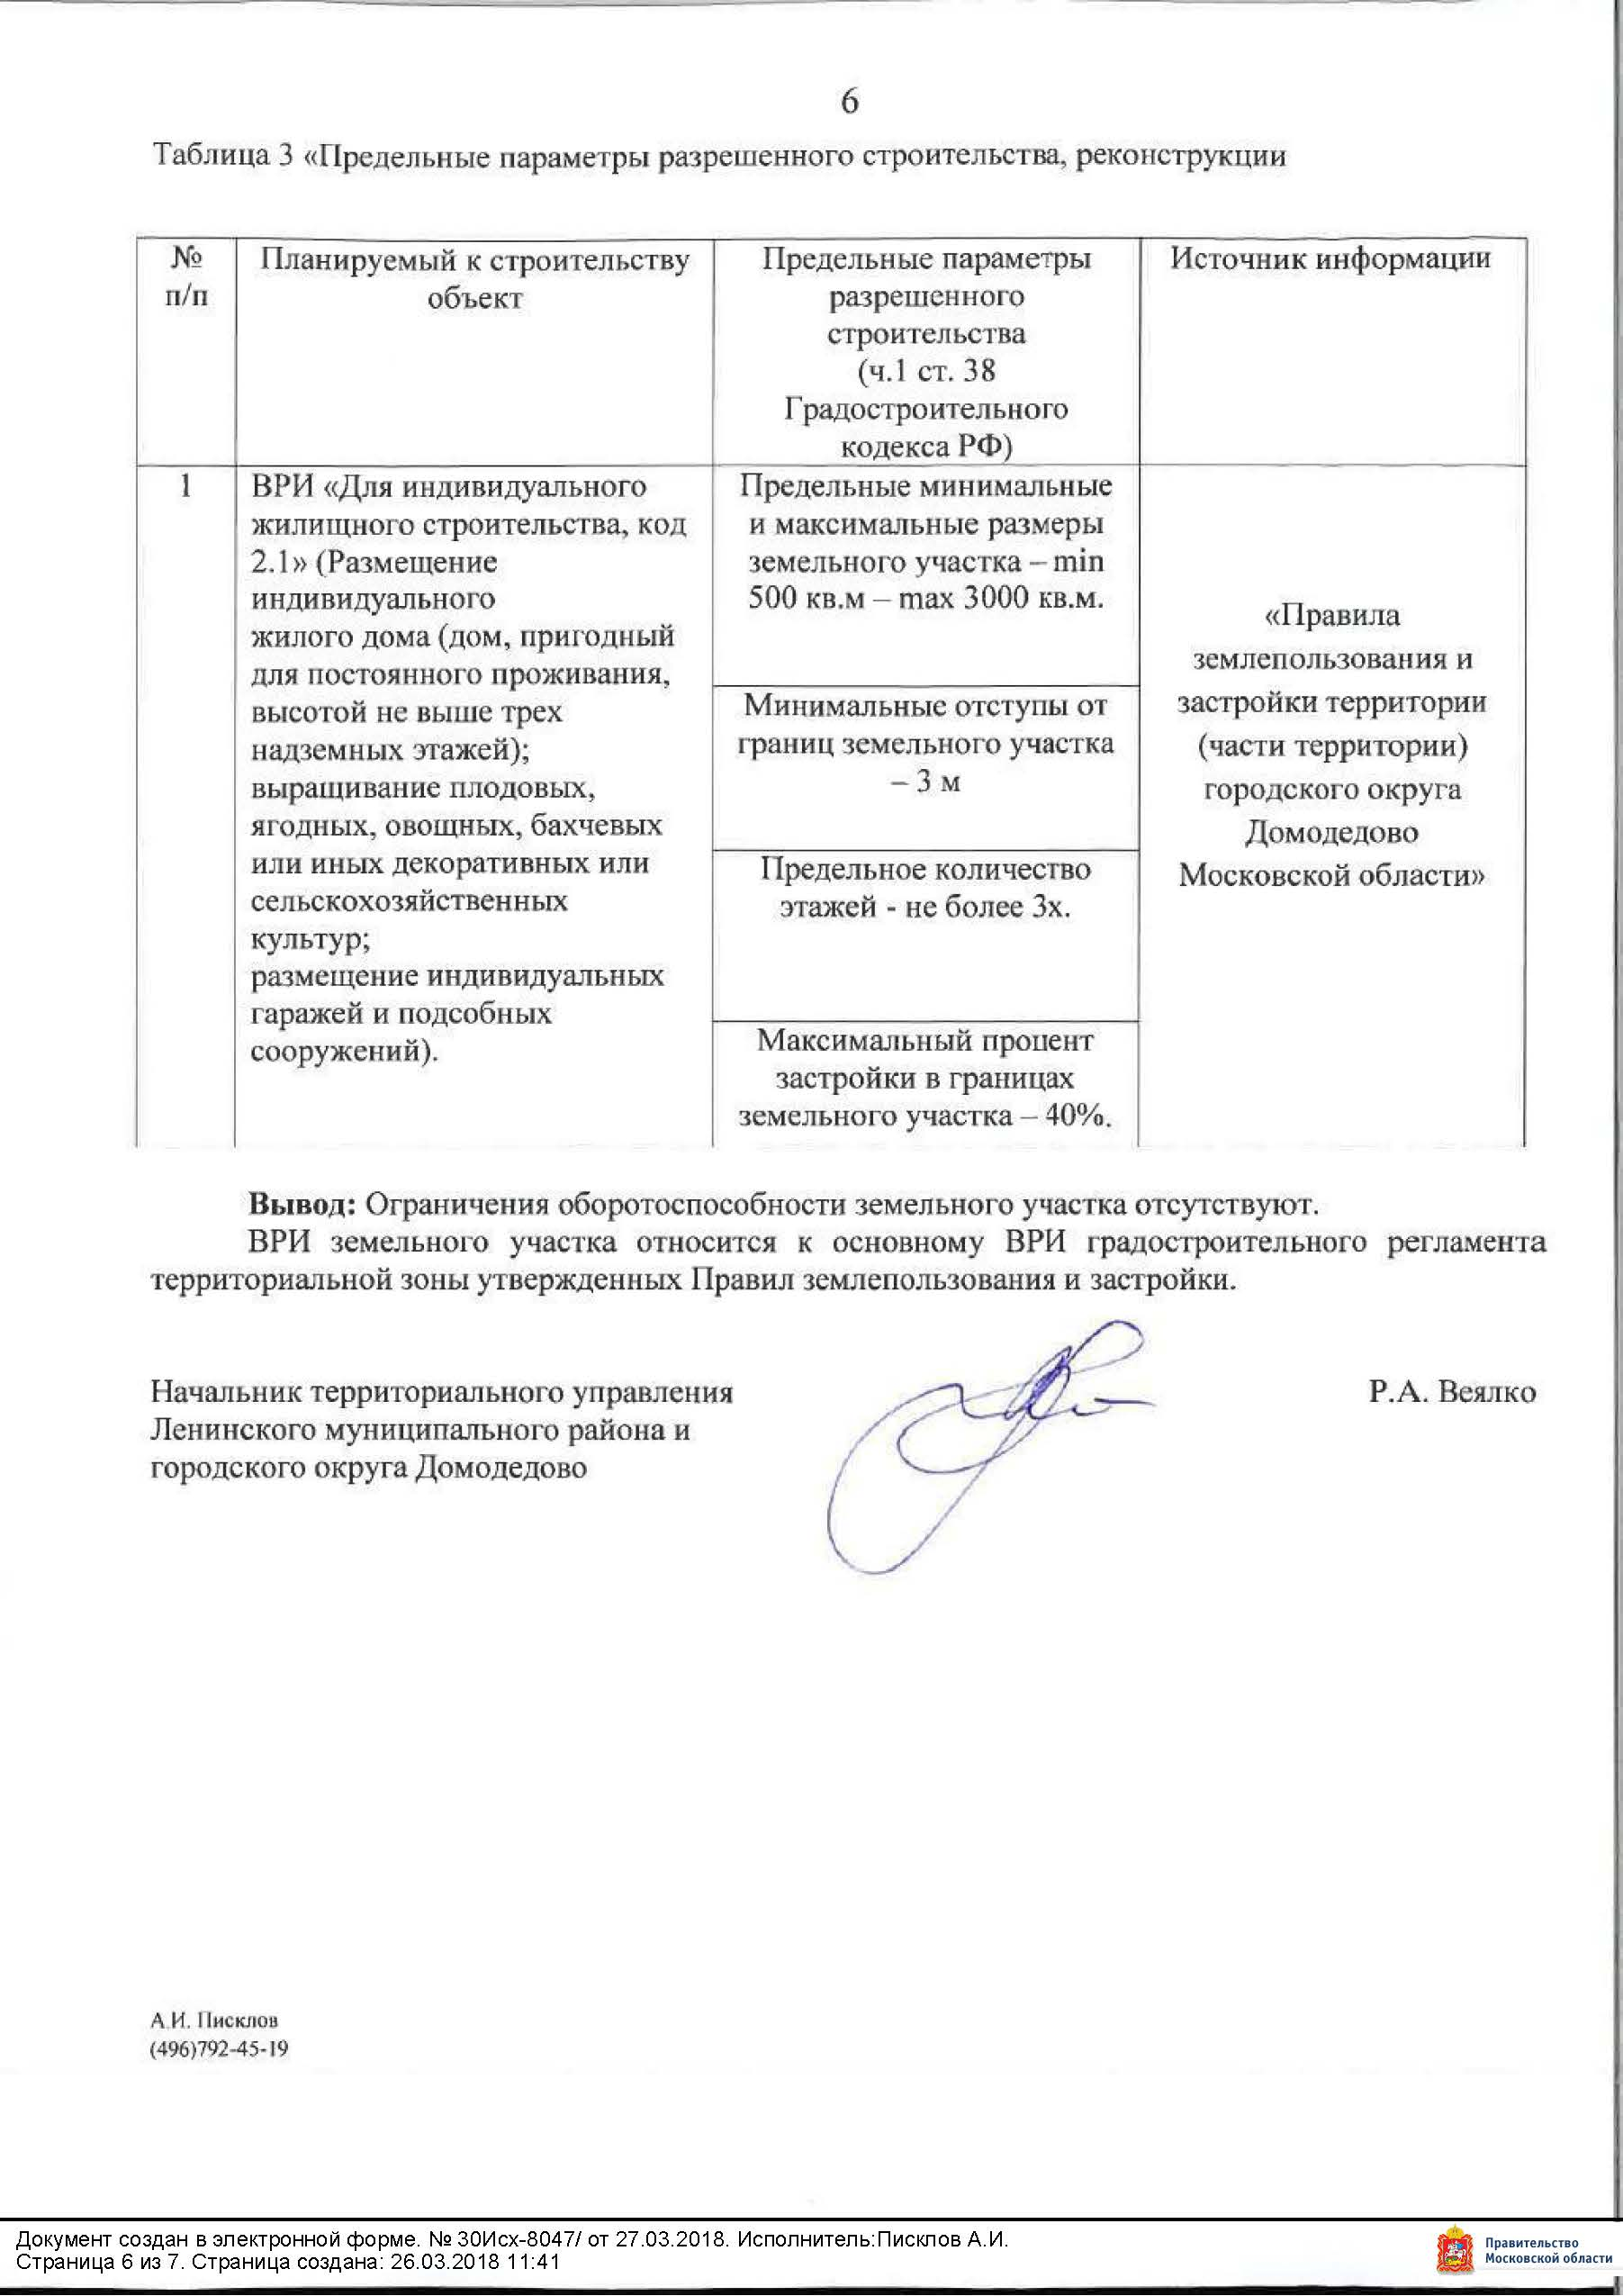 6
Таблица 3 «Предельные параметры разрешенного строительства, реконструкции
№
п/п
Планируемый к строительству
объект
Предельные параметры
разрешенного
строительства
(ч.1 ст. 38
Градостроительного
кодекса РФ)
Источник информации
1
ВРИ «Для индивидуального
жилищного строительства, код
2.1» (Размещение
индивидуального
жилого дома (дом, пригодный
для постоянного проживания,
высотой не выше трех
надземных этажей);
выращивание плодовых,
ягодных, овощных, бахчевых
или иных декоративных или
сельскохозяйственных
культур;
размещение индивидуальных
гаражей и подсобных
сооружений).
Предельные минимальные
и максимальные размеры
земельного участка – min
500 кв.м – max 3000 кв.м.
Минимальные отступы от
границ земельного участка
– 3 м
Предельное количество
этажей - не более 3х.
Максимальный процент
застройки в границах
земельного участка – 40%.
«Правила
землепользования и
застройки территории
(части территории)
городского округа
Домодедово
Московской области»
Вывод: Ограничения оборотоспособности земельного участка отсутствуют.
ВРИ земельного участка относится к основному ВРИ градостроительного регламента
территориальной зоны утвержденных Правил землепользования и застройки.
Начальник территориального управления
Ленинского муниципального района и
городского округа Домодедово
Р.А. Веялко
А.И. Писклов
(496)792-45-19
Документ создан в электронной форме. № 30Исх-8047/ от 27.03.2018. Исполнитель:Писклов А.И.
Страница 6 из 7. Страница создана: 26.03.2018 11:41
Правительство
Московской области